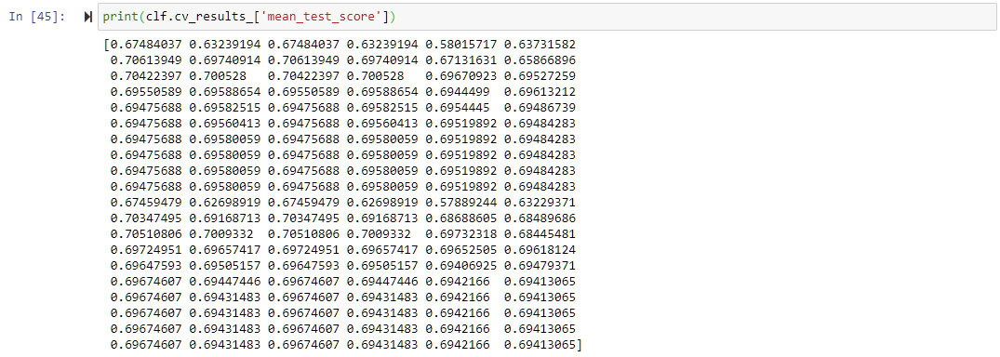 In [45]: print(clf.cv_results_['mean_test_score'])
[0.67484037 0.63239194 0.67484037 0.63239194 0.58015717 0.63731582
0.70613949 0.69740914 0.70613949 0.69740914 0.67131631 0.65866896
0.70422397 0.700528 0.70422397 0.700528 0.69670923 0.69527259
0.69550589 0.69588654 0.69550589 0.69588654 0.6944499 0.69613212
0.69475688 0.69582515 0.69475688 0.69582515 0.6954445 0.69486739
0.69475688 0.69560413 0.69475688 0.69560413 0.69519892 0.69484283
0.69475688 0.69580059 0.69475688 0.69580059 0.69519892 0.69484283
0.69475688 0.69580059 0.69475688 0.69580059 0.69519892 0.69484283
0.69475688 0.69580059 0.69475688 0.69580059 0.69519892 0.69484283
0.69475688 0.69580059 0.69475688 0.69580059 0.69519892 0.69484283
0.67459479 0.62698919 0.67459479 0.62698919 0.57889244 0.63229371
0.70347495 0.69168713 0.70347495 0.69168713 0.68688605 0.68489686
0.70510806 0.7009332 0.70510806 0.7009332 0.69732318 0.68445481
0.69724951 0.69657417 0.69724951 0.69657417 0.69652505 0.69618124
0.69647593 0.69505157 0.69647593 0.69505157 0.69406925 0.69479371
0.69674607 0.69447446 0.69674607 0.69447446 0.6942166 0.69413065
0.69674607 0.69431483 0.69674607 0.69431483 0.6942166 0.69413065
0.69674607 0.69431483 0.69674607 0.69431483 0.6942166 0.69413065
0.69674607 0.69431483 0.69674607 0.69431483 0.6942166 0.69413065
0.69674607 0.69431483 0.69674607 0.69431483 0.6942166 0.69413065]